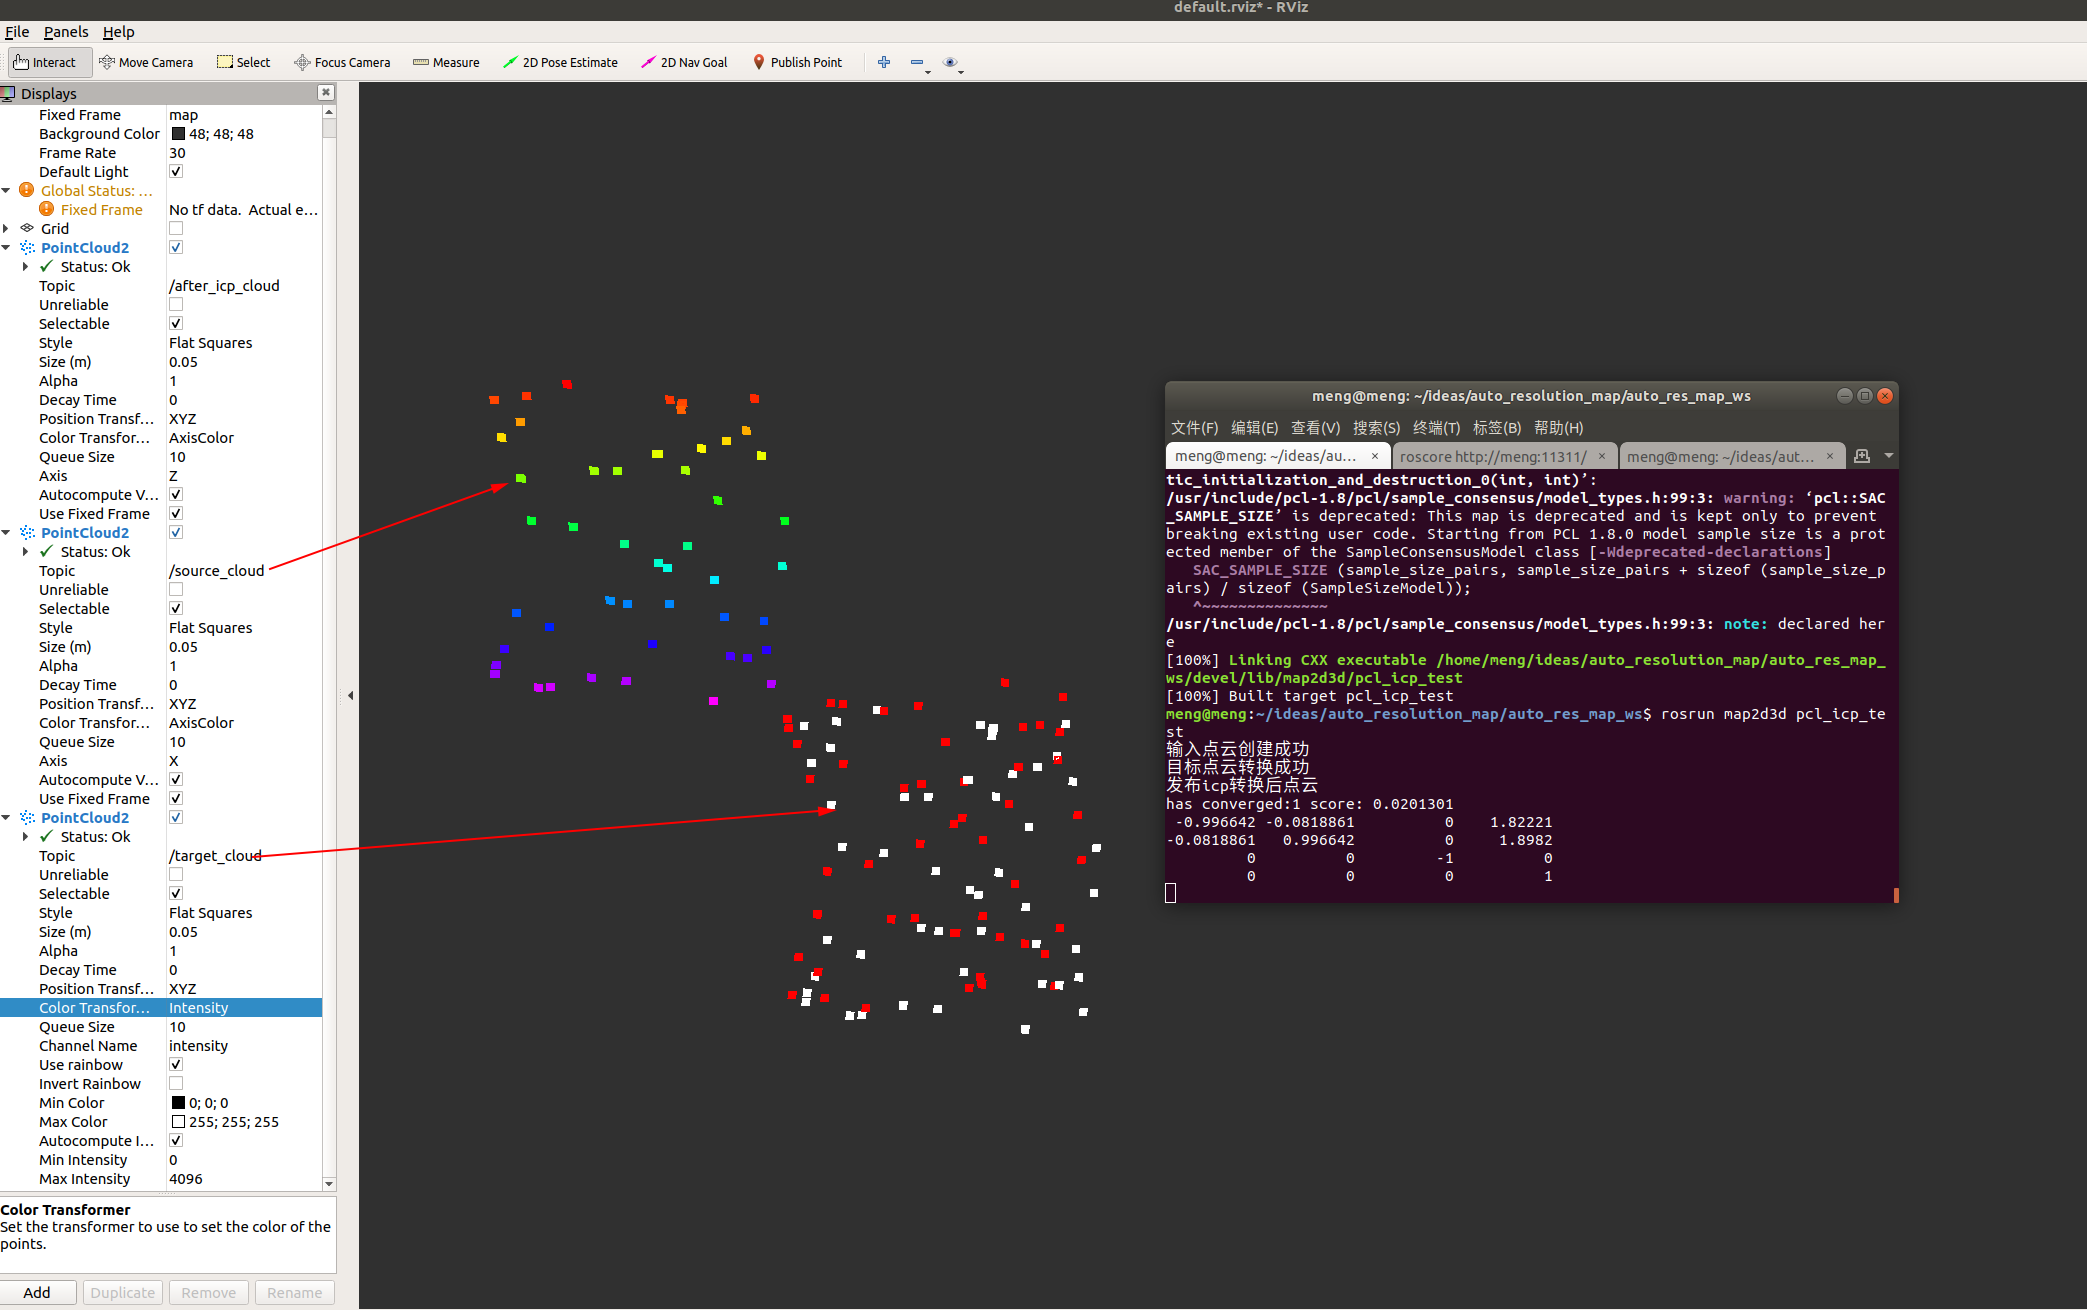 default.rviz* - RViz
File Panels Help
Interact Move Camera Select Focus Camera Measure 2D Pose Estimate 2D Nav Goal Publish Point
Displays
Fixed Frame map
Background Color 48; 48; 48
Frame Rate 30
Default Light
Global Status: ...
Fixed Frame No tf data. Actual e...
Grid
PointCloud2
Status: Ok
Topic /after_icp_cloud
Unreliable
Selectable
Style Flat Squares
Size (m) 0.05
Alpha 1
Decay Time 0
Position Transf... XYZ
Color Transfor... AxisColor
Queue Size 10
Axis Z
Autocompute V...
Use Fixed Frame
PointCloud2
Status: Ok
Topic /source_cloud
Unreliable
Selectable
Style Flat Squares
Size (m) 0.05
Alpha 1
Decay Time 0
Position Transf... XYZ
Color Transfor... AxisColor
Queue Size 10
Axis X
Autocompute V...
Use Fixed Frame
PointCloud2
Status: Ok
Topic /target_cloud
Unreliable
Selectable
Style Flat Squares
Size (m) 0.05
Alpha 1
Decay Time 0
Position Transf... XYZ
Color Transfor... Intensity
Queue Size 10
Channel Name intensity
Use rainbow
Invert Rainbow
Min Color 0; 0; 0
Max Color 255; 255; 255
Autocompute I...
Min Intensity 0
Max Intensity 4096
Color Transformer
Set the transformer to use to set the color of the
points.
Add Duplicate Remove Rename
meng@meng: ~/ideas/auto_resolution_map/auto_res_map_ws
文件(F) 编辑(E) 查看(V) 搜索(S) 终端(T) 标签(B) 帮助(H)
meng@meng: ~/ideas/au... × roscore http://meng:11311/ × meng@meng: ~/ideas/aut... ×
tic_initialization_and_destruction_0(int, int)’:
/usr/include/pcl-1.8/pcl/sample_consensus/model_types.h:99:3: warning: ‘pcl::SAC
_SAMPLE_SIZE’ is deprecated: This map is deprecated and is kept only to prevent
breaking existing user code. Starting from PCL 1.8.0 model sample size is a prot
ected member of the SampleConsensusModel class [-Wdeprecated-declarations]
SAC_SAMPLE_SIZE (sample_size_pairs, sample_size_pairs + sizeof (sample_size_p
airs) / sizeof (SampleSizeModel));
^~~~~~~~~~~~~~~
/usr/include/pcl-1.8/pcl/sample_consensus/model_types.h:99:3: note: declared her
e
[100%] Linking CXX executable /home/meng/ideas/auto_resolution_map/auto_res_map_
ws/devel/lib/map2d3d/pcl_icp_test
[100%] Built target pcl_icp_test
meng@meng:~/ideas/auto_resolution_map/auto_res_map_ws$ rosrun map2d3d pcl_icp_te
st
输入点云创建成功
目标点云转换成功
发布icp转换后点云
has converged:1 score: 0.0201301
-0.996642 -0.0818861 0 1.82221
-0.0818861 0.996642 0 1.8982
0 0 -1 0
0 0 0 1